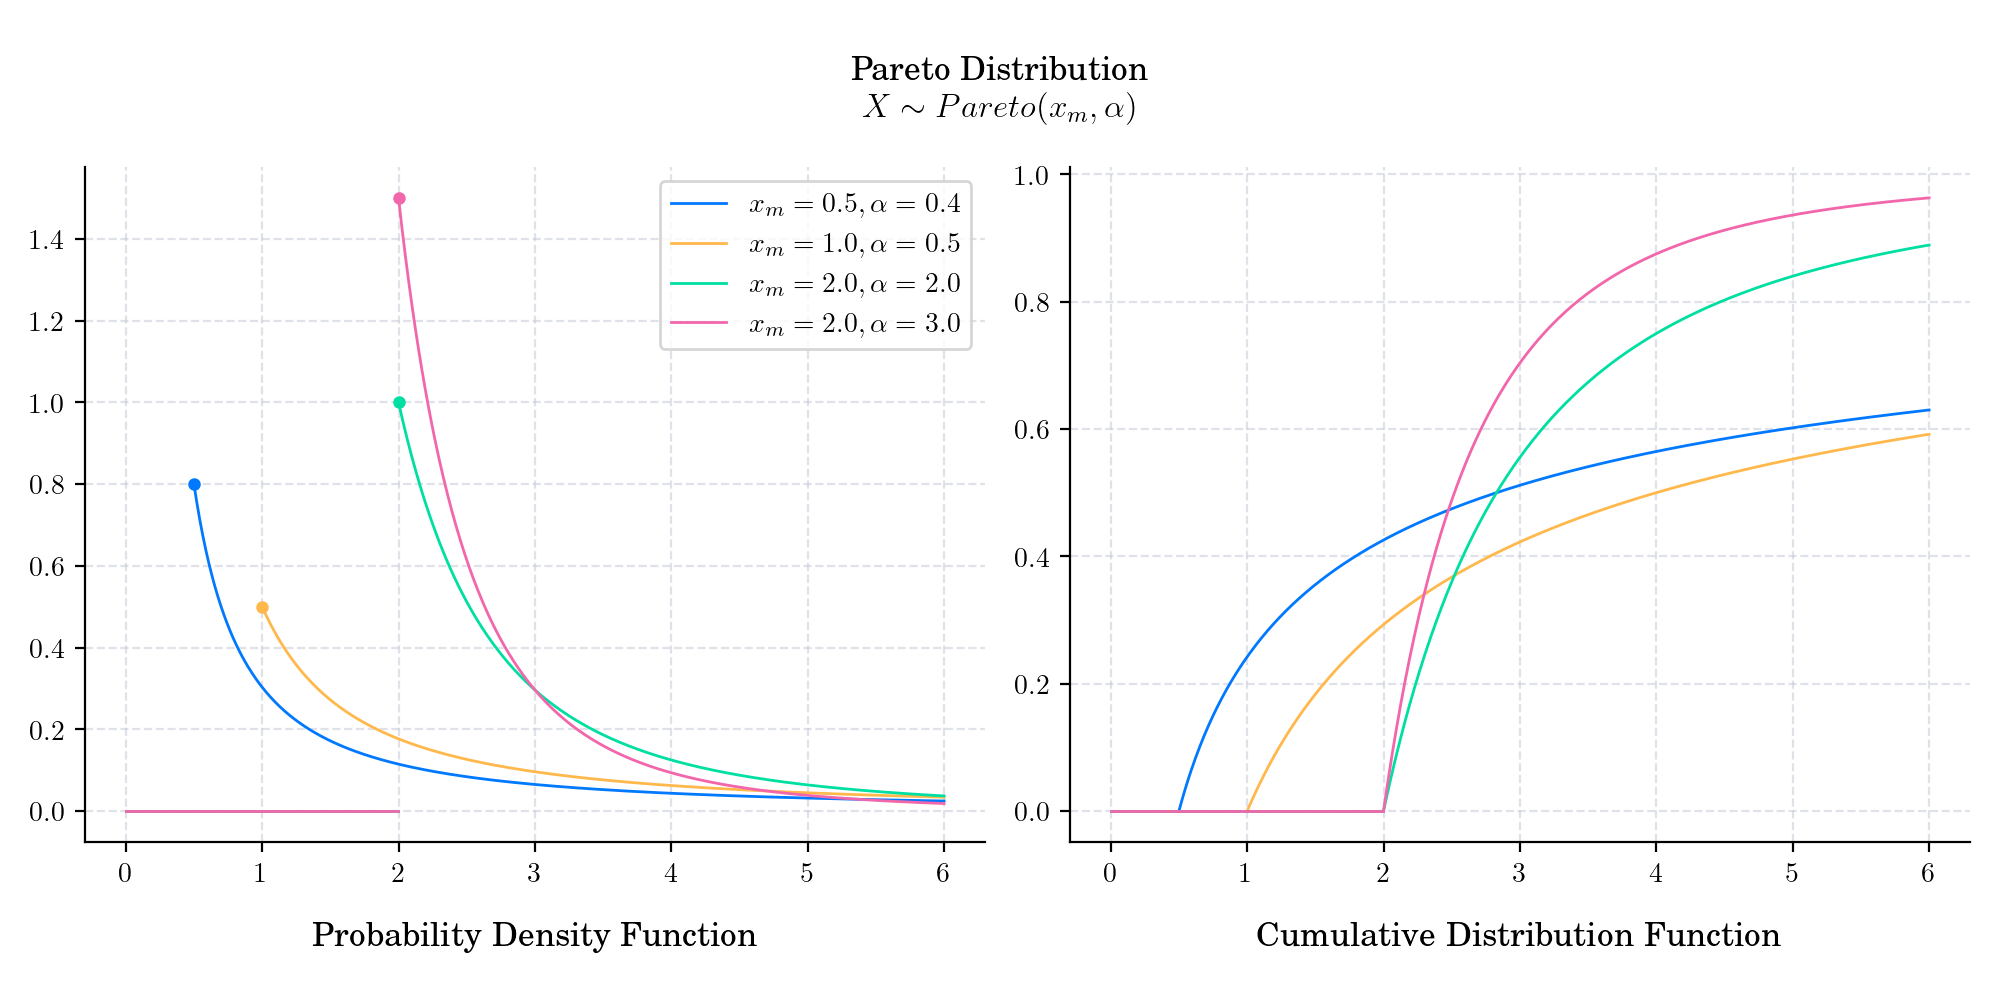 Pareto Distribution
X ∼ Pareto(x_m, α)
x_m = 0.5, α = 0.4
x_m = 1.0, α = 0.5
x_m = 2.0, α = 2.0
x_m = 2.0, α = 3.0
1.4
1.2
1.0
0.8
0.6
0.4
0.2
0.0
0 1 2 3 4 5 6
Probability Density Function
1.0
0.8
0.6
0.4
0.2
0.0
0 1 2 3 4 5 6
Cumulative Distribution Function